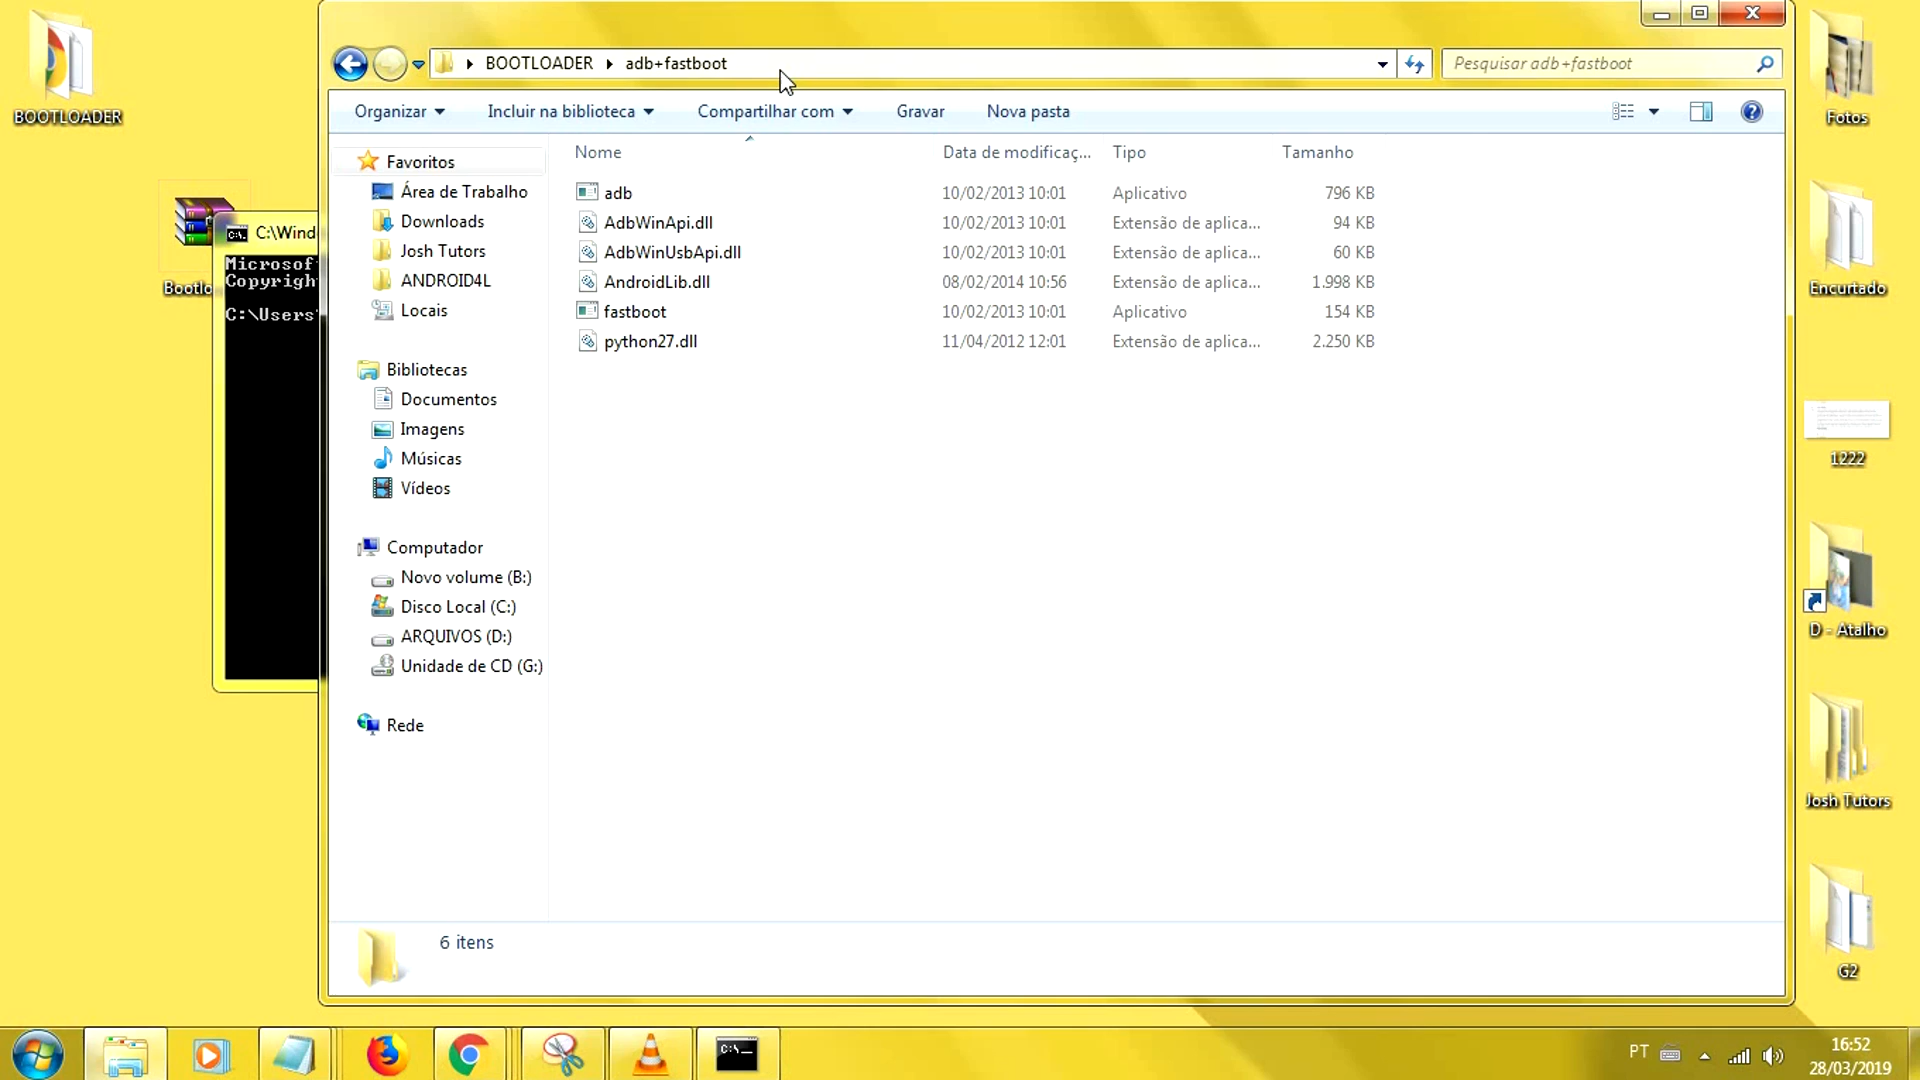 BOOTLOADER
Bootlo
C:\Wind
Microsof
Copyrigh
C:\Users
BOOTLOADER adb+fastboot
Pesquisar adb+fastboot
Organizar Incluir na biblioteca Compartilhar com Gravar Nova pasta
Favoritos
Área de Trabalho
Downloads
Josh Tutors
ANDROID4L
Locais
Bibliotecas
Documentos
Imagens
Músicas
Vídeos
Computador
Novo volume (B:)
Disco Local (C:)
ARQUIVOS (D:)
Unidade de CD (G:)
Rede
Nome Data de modificaç... Tipo Tamanho
adb 10/02/2013 10:01 Aplicativo 796 KB
AdbWinApi.dll 10/02/2013 10:01 Extensão de aplica... 94 KB
AdbWinUsbApi.dll 10/02/2013 10:01 Extensão de aplica... 60 KB
AndroidLib.dll 08/02/2014 10:56 Extensão de aplica... 1.998 KB
fastboot 10/02/2013 10:01 Aplicativo 154 KB
python27.dll 11/04/2012 12:01 Extensão de aplica... 2.250 KB
6 itens
Fotos
Encurtado
1222
D - Atalho
Josh Tutors
G2
C:\_
PT
16:52
28/03/2019